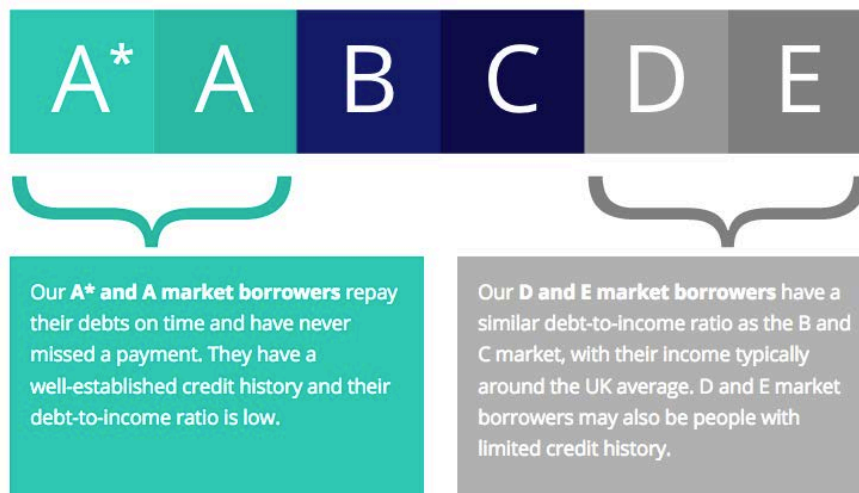 A* A B C D E
Our A* and A market borrowers repay
their debts on time and have never
missed a payment. They have a
well-established credit history and their
debt-to-income ratio is low.
Our D and E market borrowers have a
similar debt-to-income ratio as the B and
C market, with their income typically
around the UK average. D and E market
borrowers may also be people with
limited credit history.